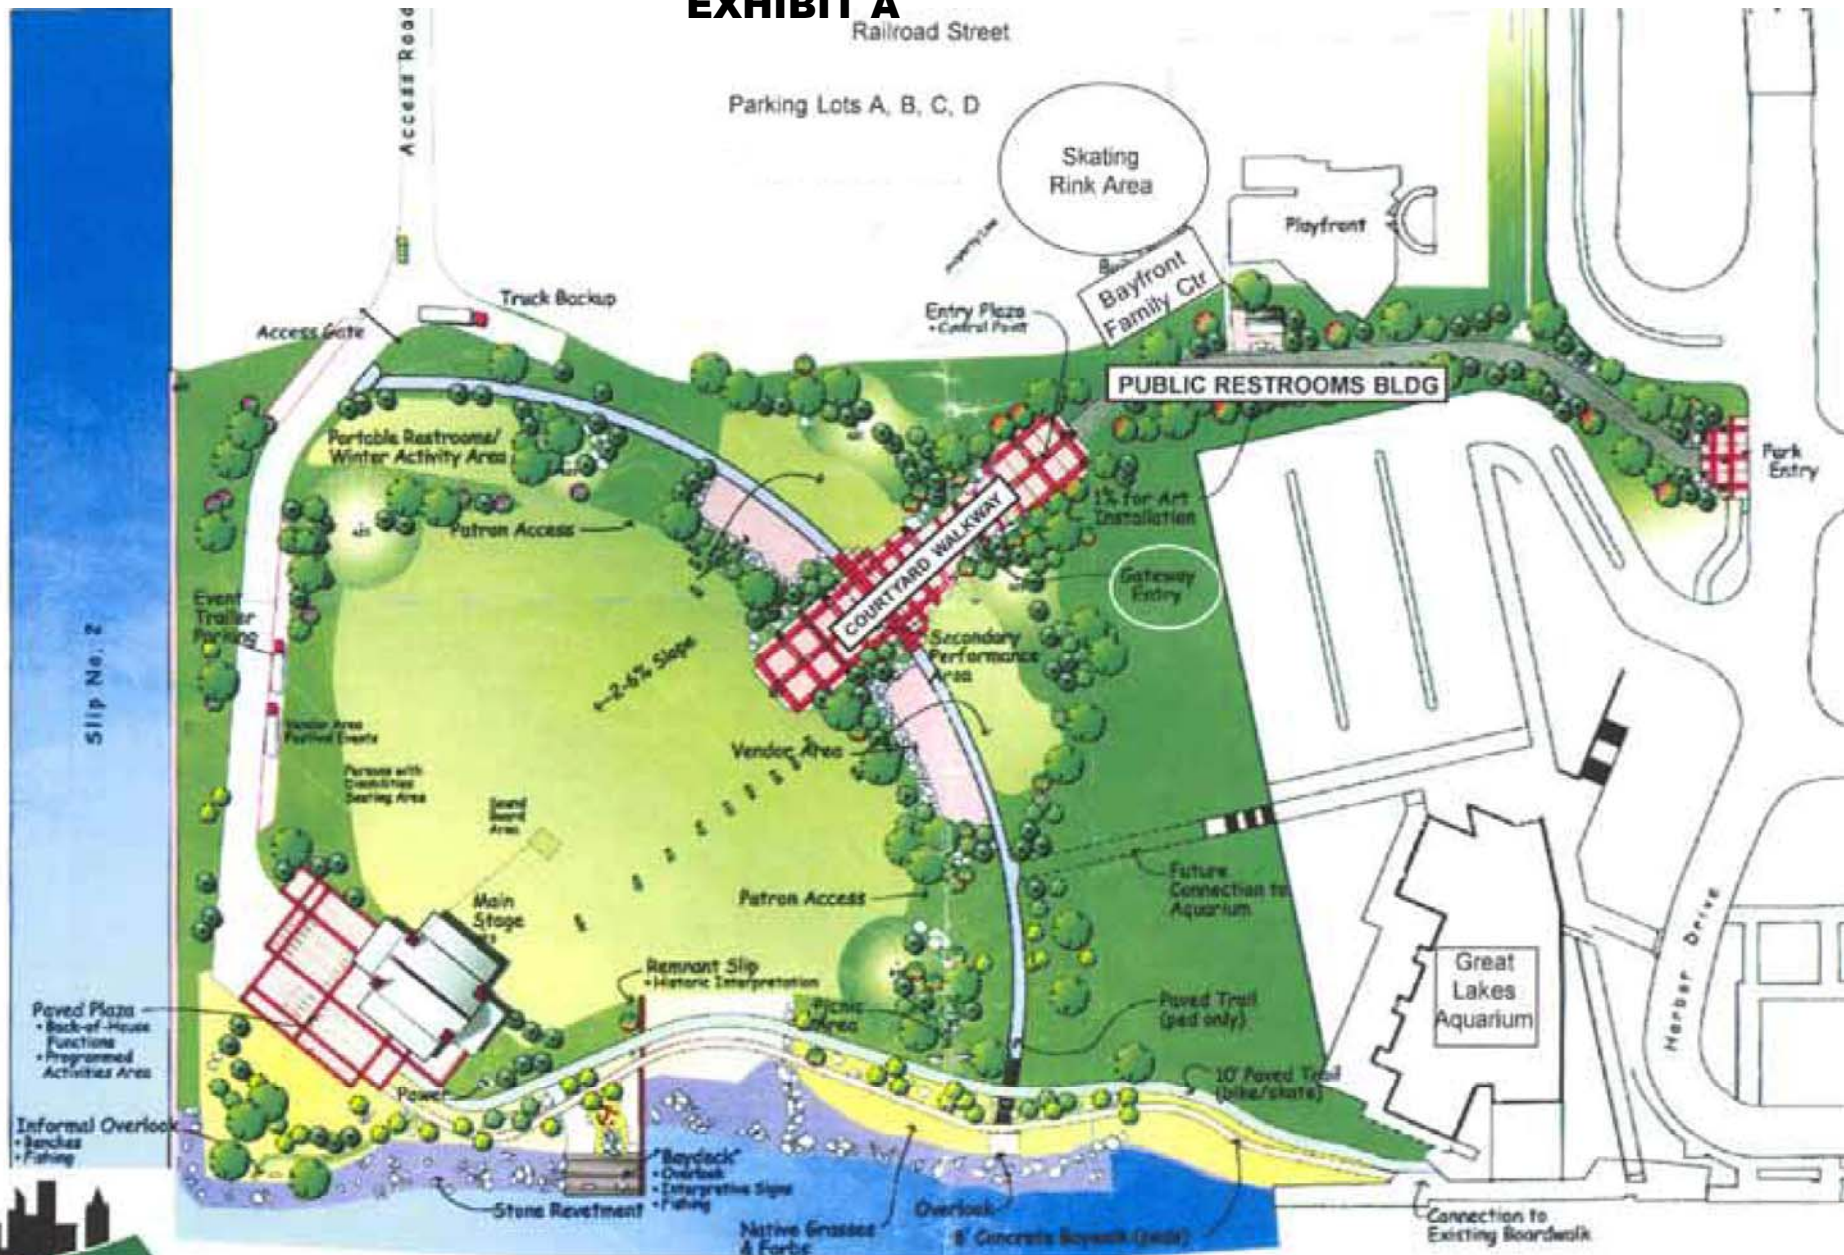 EXHIBIT A
Railroad Street
Access Road
Parking Lots A, B, C, D
Skating
Rink Area
Playfront
Property Line
Bayfront
Family Ctr
Truck Backup
Access Gate
Entry Plaza
• Control Point
PUBLIC RESTROOMS BLDG
Park
Entry
Portable Restrooms/
Winter Activity Area
Patron Access
1% for Art
Installation
COURTYARD WALKWAY
Gateway
Entry
Event
Trailer
Parking
Slip No. 2
2-6% Slope
Secondary
Performance
Area
Vendor Area
Festival Events
Vendor Area
Persons with
Disabilities
Seating Area
Sound
Board
Area
Main
Stage
Patron Access
Future
Connection to
Aquarium
Harbor Drive
Great
Lakes
Aquarium
Remnant Slip
• Historic Interpretation
Picnic
Area
Paved Trail
(ped only)
Paved Plaza
• Back-of-House
Functions
• Programmed
Activities Area
Power
10' Paved Trail
(bike/skate)
Informal Overlook
• Benches
• Fishing
"Baydeck"
• Overlook
• Interpretive Signs
• Fishing
Stone Revetment
Native Grasses
& Forbs
Overlook
8' Concrete Baywalk (peds)
Connection to
Existing Boardwalk